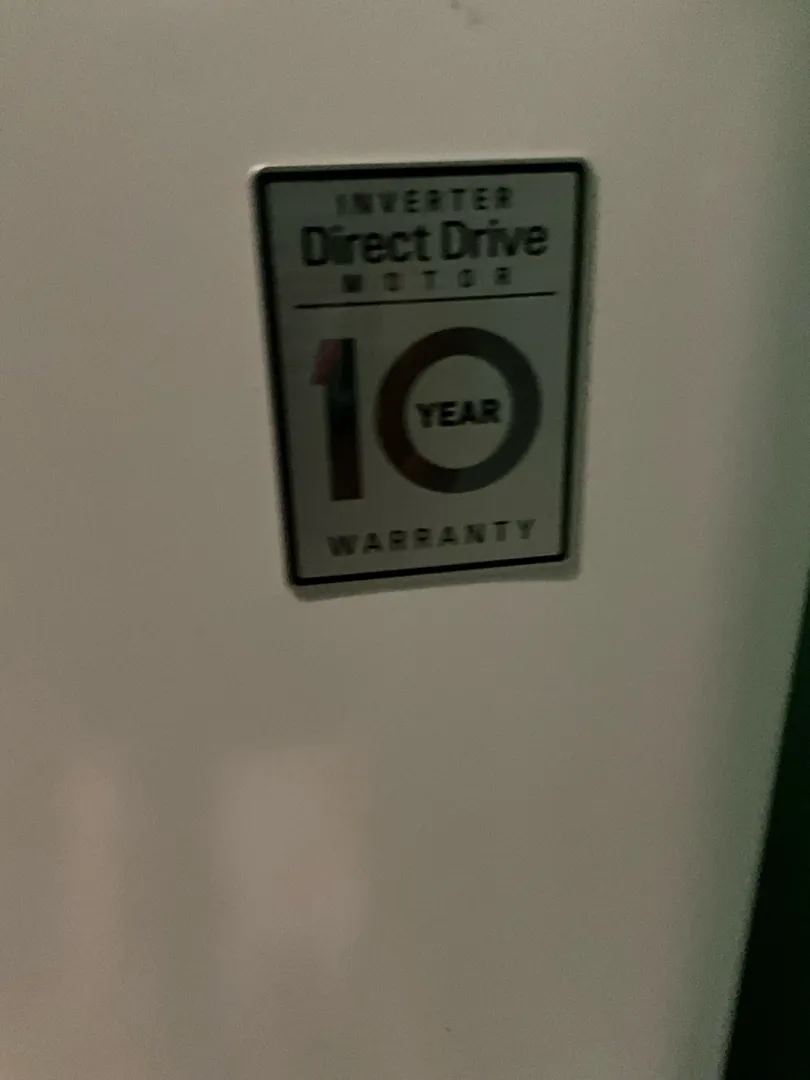 INVERTER
Direct Drive
MOTOR
10
YEAR
WARRANTY